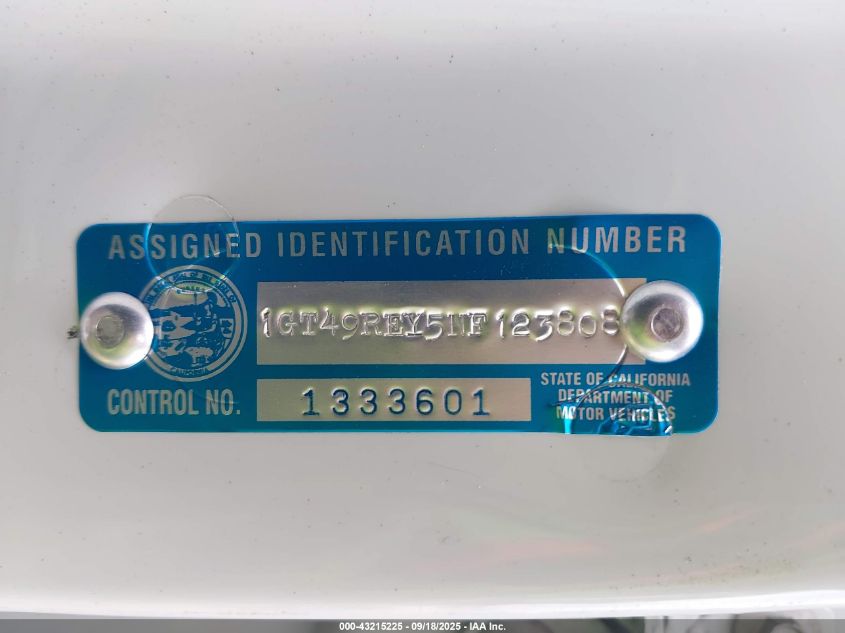 ASSIGNED IDENTIFICATION NUMBER
1GT49REY5NF123808
CONTROL NO. 1333601
STATE OF CALIFORNIA
DEPARTMENT OF
MOTOR VEHICLES
CALIFORNIA
000-43215225 - 09/18/2025 - IAA Inc.